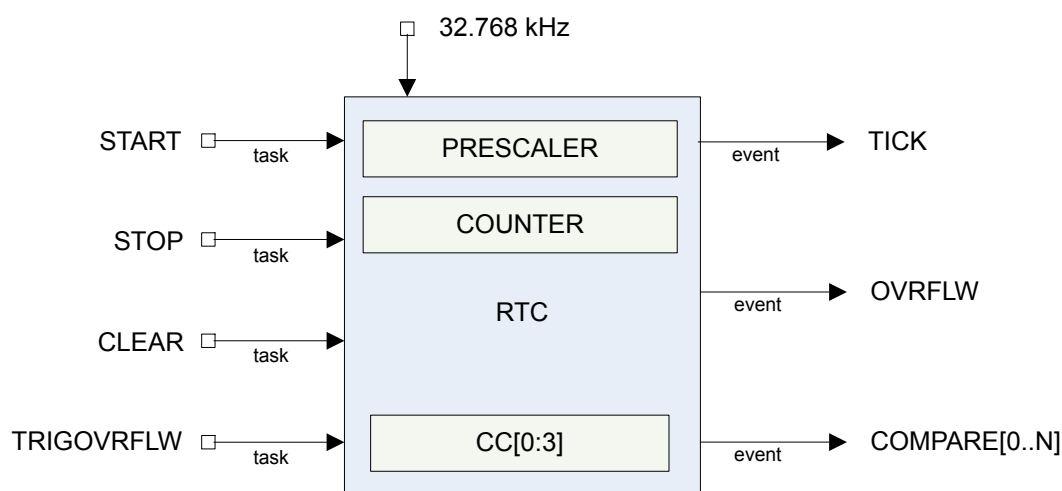 32.768 kHz
START
task
PRESCALER
event
TICK
STOP
task
COUNTER
RTC
event
OVRFLW
CLEAR
task
TRIGOVRFLW
task
CC[0:3]
event
COMPARE[0..N]